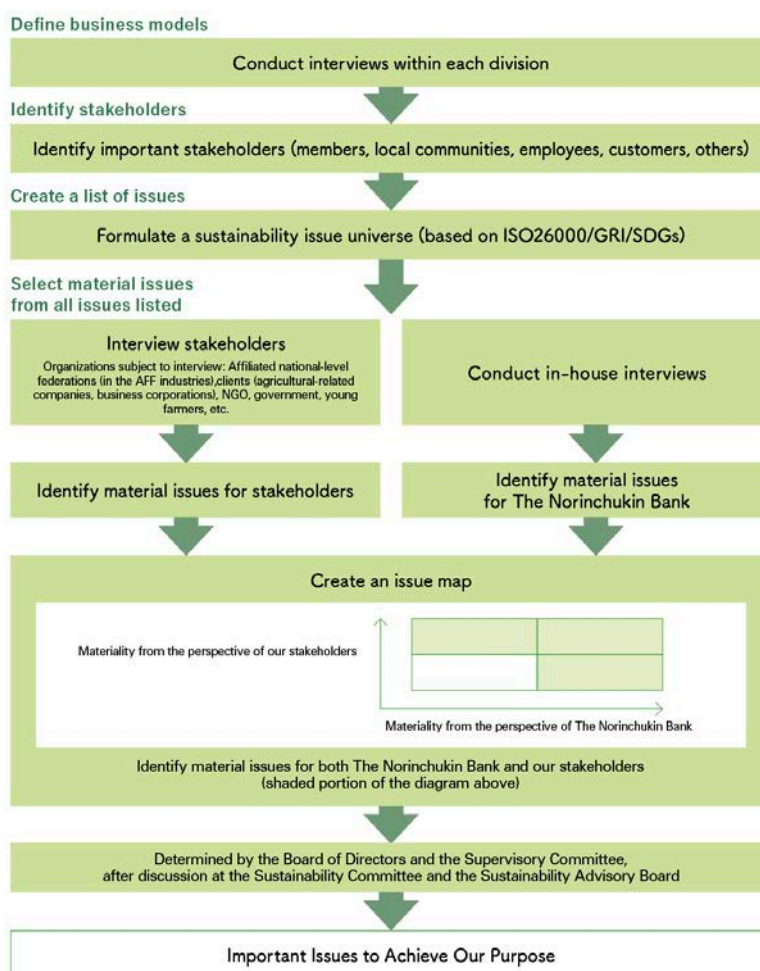 Define business models
Conduct interviews within each division
Identify stakeholders
Identify important stakeholders (members, local communities, employees, customers, others)
Create a list of issues
Formulate a sustainability issue universe (based on ISO26000/GRI/SDGs)
Select material issues
from all issues listed
Interview stakeholders
Organizations subject to interview: Affiliated national-level
federations (in the AFF industries),clients (agricultural-related
companies, business corporations), NGO, government, young
farmers, etc.
Conduct in-house interviews
Identify material issues for stakeholders
Identify material issues
for The Norinchukin Bank
Create an issue map
Materiality from the perspective of our stakeholders
Materiality from the perspective of The Norinchukin Bank
Identify material issues for both The Norinchukin Bank and our stakeholders
(shaded portion of the diagram above)
Determined by the Board of Directors and the Supervisory Committee,
after discussion at the Sustainability Committee and the Sustainability Advisory Board
Important Issues to Achieve Our Purpose